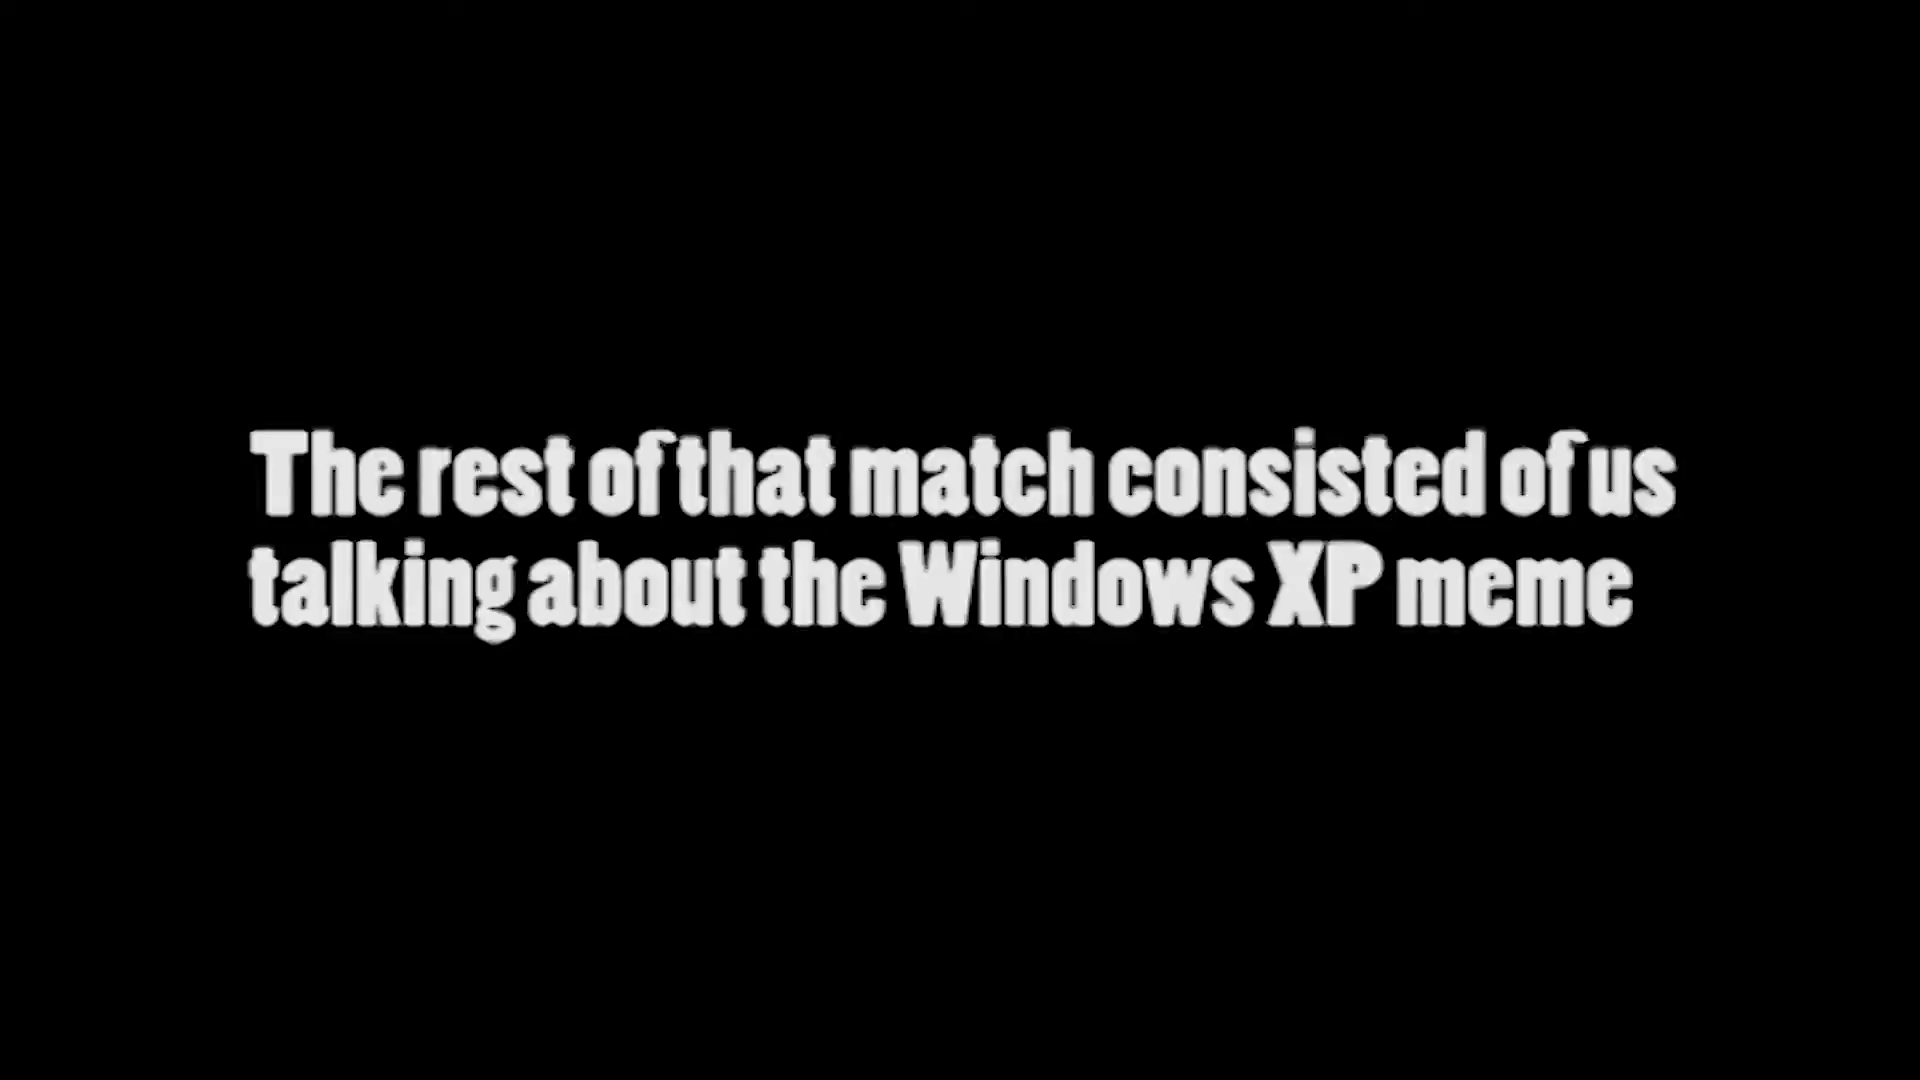 The rest of that match consisted of us
talking about the Windows XP meme